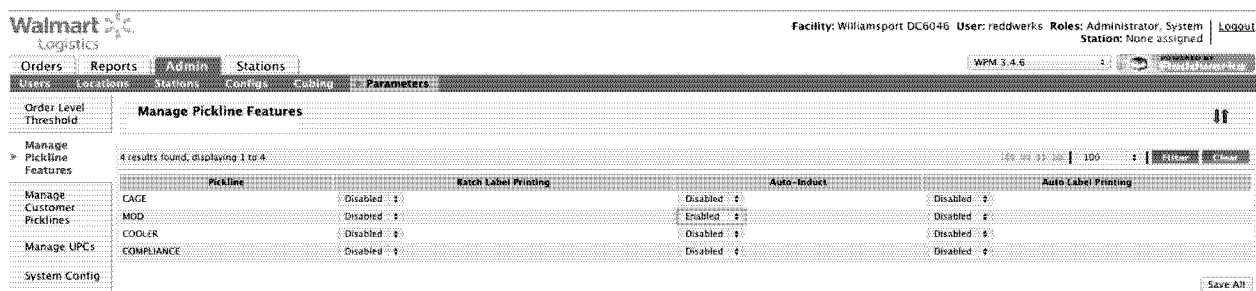 Walmart
Logistics
Facility: Williamsport DC6046 User: reddwerks Roles: Administrator, System
Station: None assigned
Logout
Orders Reports Admin Stations
WPM 3.4.6
POWERED BY
Users Locations Stations Configs Cubing Parameters
Order Level
Threshold
Manage
Pickline
Features
Manage
Customer
Picklines
Manage UPCs
System Config
Manage Pickline Features
4 results found, displaying 1 to 4
100 Filter Clear
Pickline Batch Label Printing Auto-Induct Auto Label Printing
CAGE Disabled Disabled Disabled
MOD Disabled Enabled Disabled
COOLER Disabled Disabled Disabled
COMPLIANCE Disabled Disabled Disabled
Save All